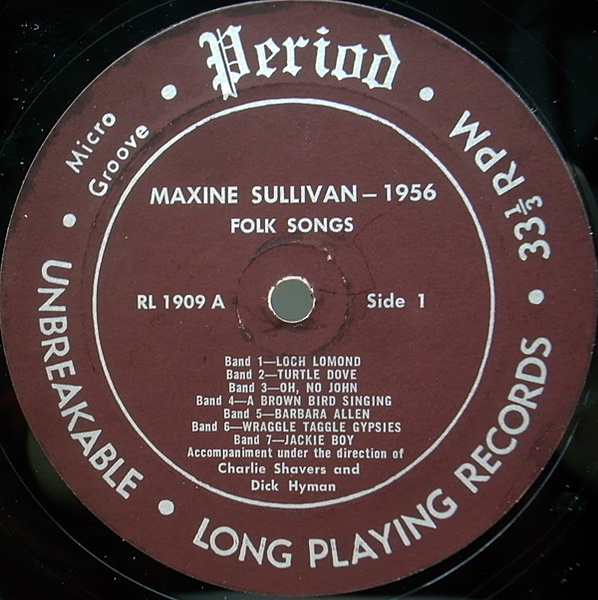 Period
Micro
Groove
33⅓ RPM
MAXINE SULLIVAN — 1956
FOLK SONGS
RL 1909 A
Side 1
Band 1—LOCH LOMOND
Band 2—TURTLE DOVE
Band 3—OH, NO JOHN
Band 4—A BROWN BIRD SINGING
Band 5—BARBARA ALLEN
Band 6—WRAGGLE TAGGLE GYPSIES
Band 7—JACKIE BOY
Accompaniment under the direction of
Charlie Shavers and
Dick Hyman
UNBREAKABLE
LONG PLAYING RECORDS